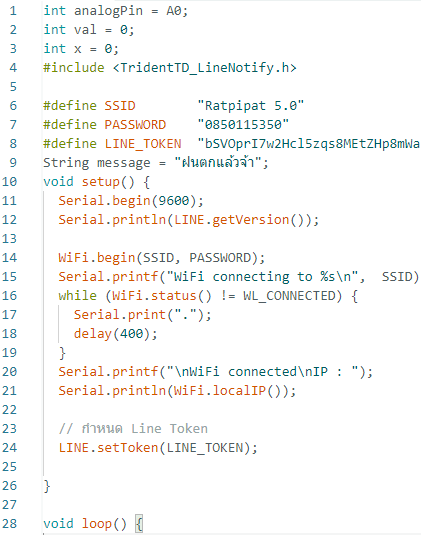 1 int analogPin = A0;
2 int val = 0;
3 int x = 0;
4 #include <TridentTD_LineNotify.h>
5
6 #define SSID "Ratpipat 5.0"
7 #define PASSWORD "0850115350"
8 #define LINE_TOKEN "bSVOprI7w2Hcl5zqs8MEtZHp8mWa
9 String message = "ฝนตกแล้วจ้า";
10 void setup() {
11 Serial.begin(9600);
12 Serial.println(LINE.getVersion());
13
14 WiFi.begin(SSID, PASSWORD);
15 Serial.printf("WiFi connecting to %s\n", SSID)
16 while (WiFi.status() != WL_CONNECTED) {
17 Serial.print(".");
18 delay(400);
19 }
20 Serial.printf("\nWiFi connected\nIP : ");
21 Serial.println(WiFi.localIP());
22
23 // กำหนด Line Token
24 LINE.setToken(LINE_TOKEN);
25
26 }
27
28 void loop() {